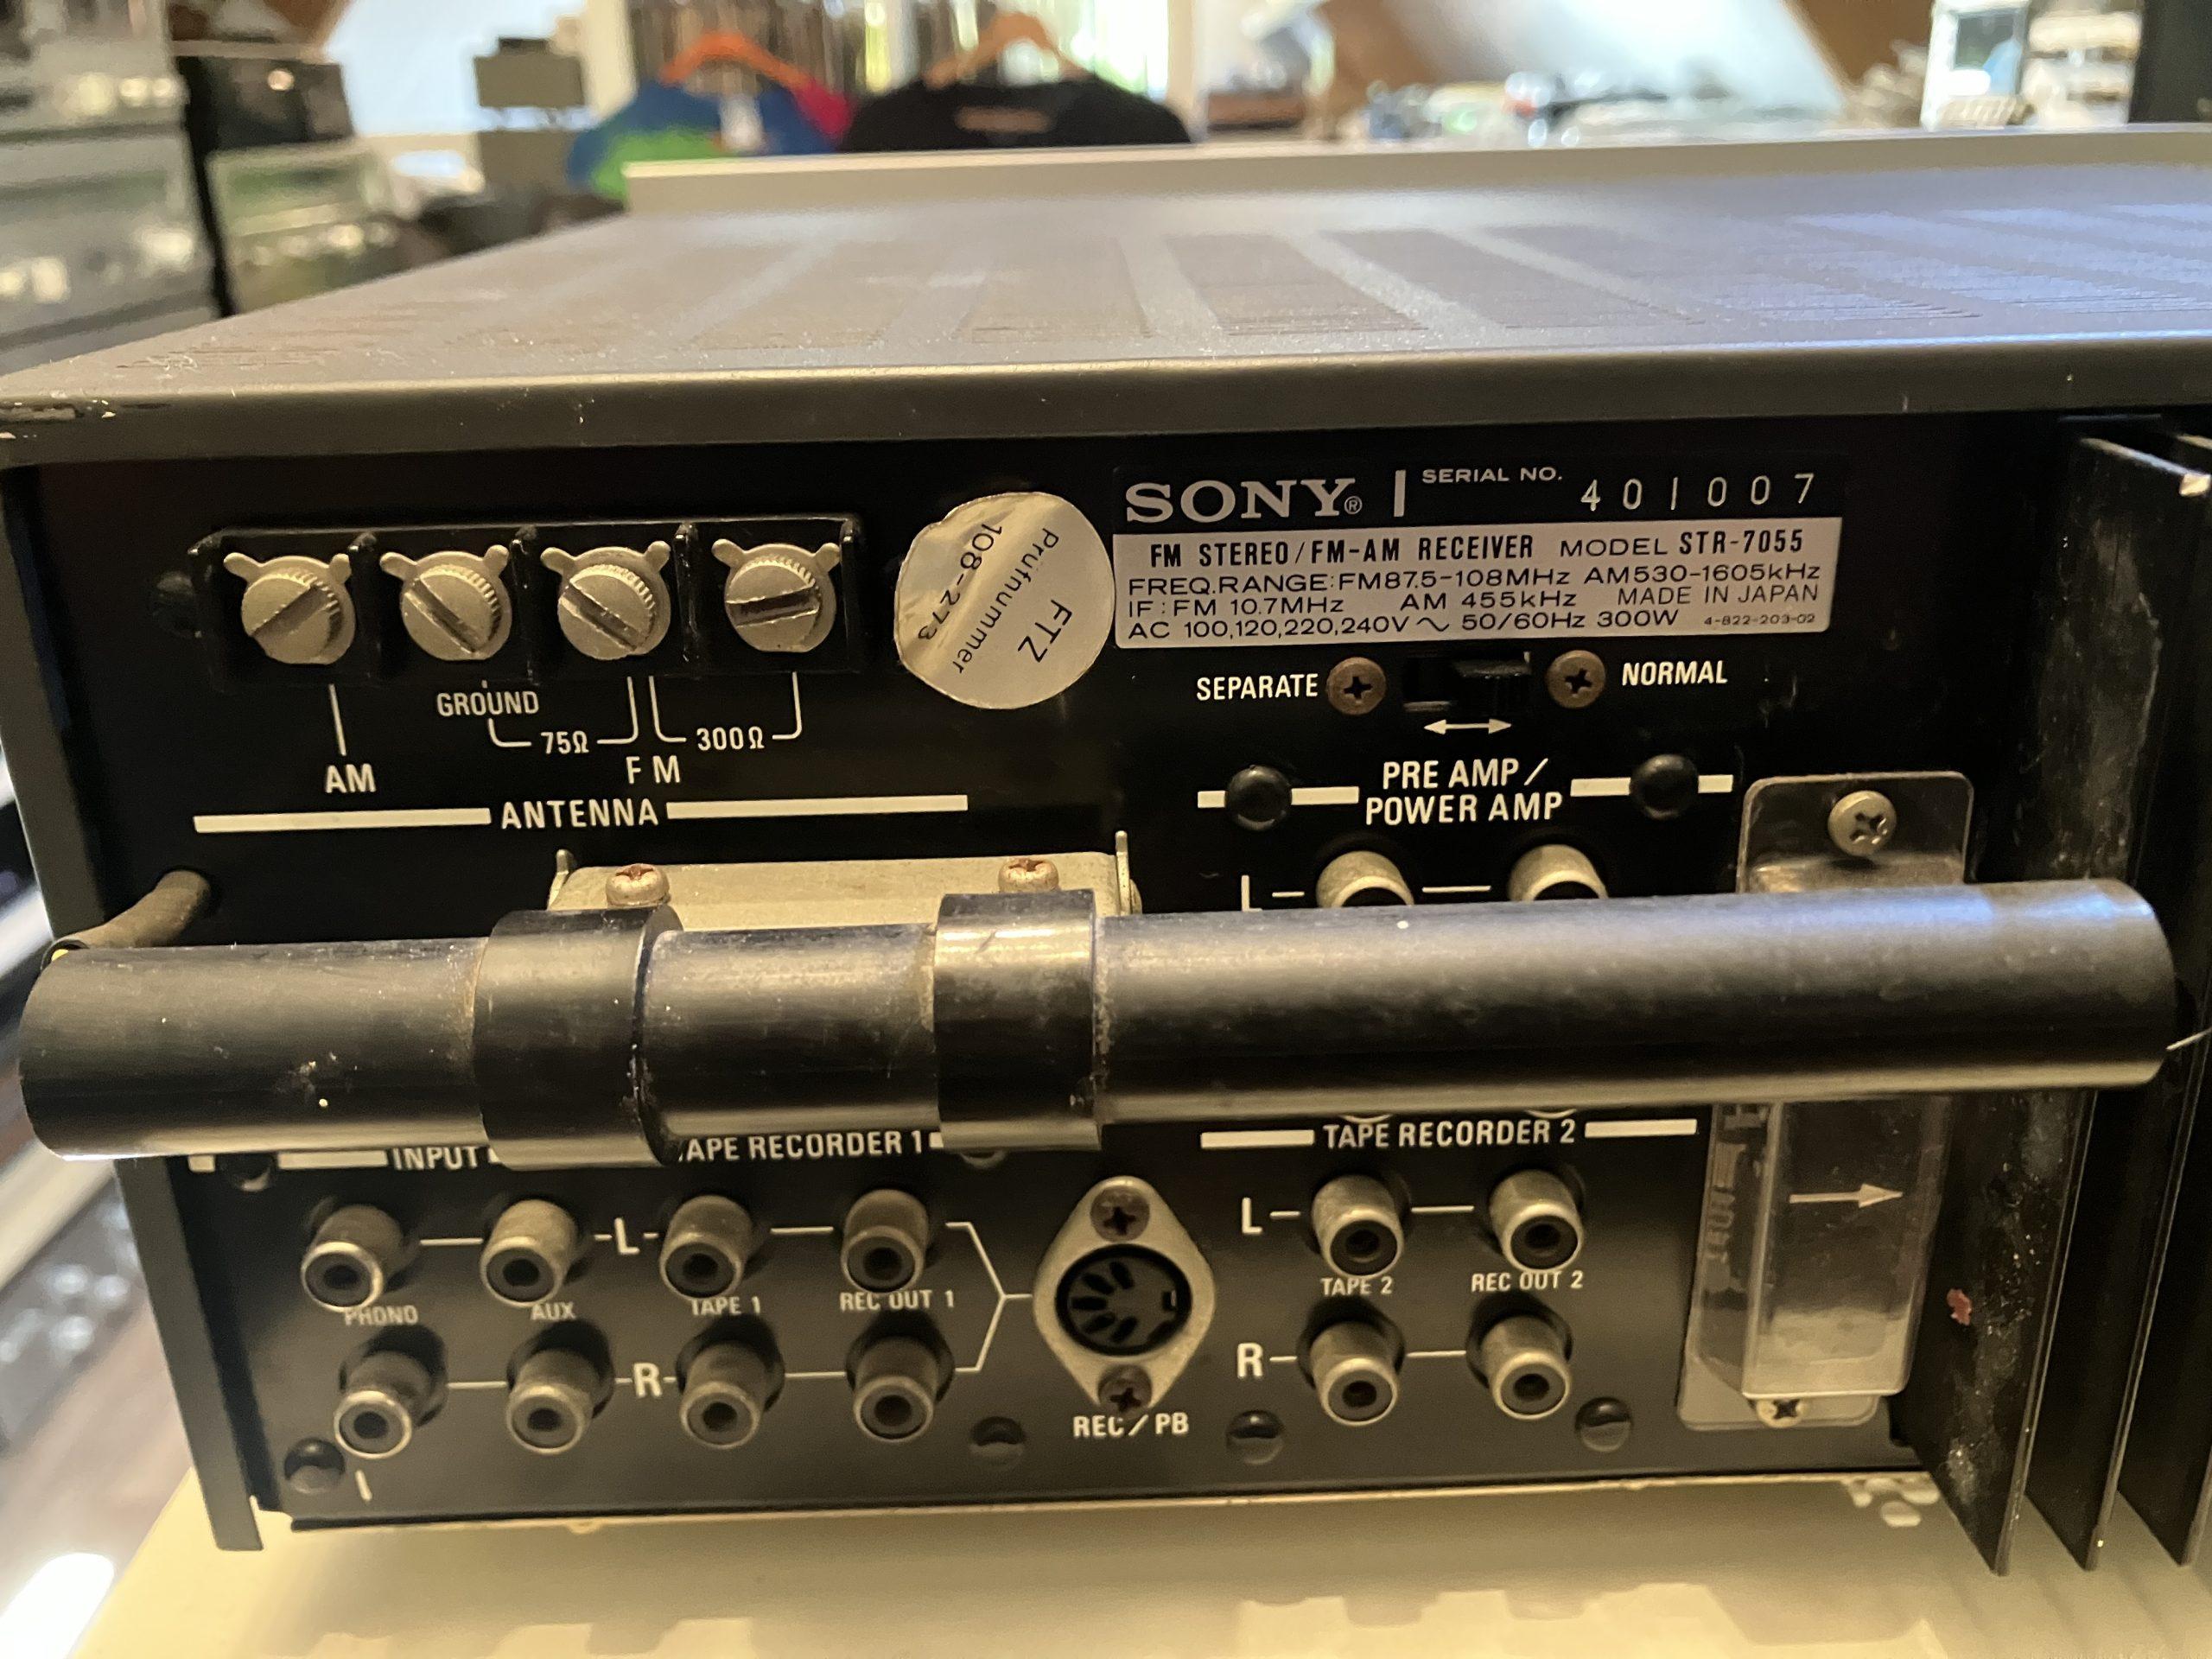 SONY® | SERIAL NO. 401007
FM STEREO/FM-AM RECEIVER MODEL STR-7055
FREQ.RANGE:FM87.5-108MHz AM530-1605kHz
IF:FM 10.7MHz AM 455kHz MADE IN JAPAN
AC 100,120,220,240V~50/60Hz 300W 4-822-203-02
FTZ
Prüfnummer
108-273
SEPARATE NORMAL
GROUND
75Ω 300Ω
AM FM
ANTENNA
PRE AMP/
POWER AMP
L
INPUT TAPE RECORDER 1
TAPE RECORDER 2
L
L
PHONO AUX TAPE 1 REC OUT 1
TAPE 2 REC OUT 2
R
R
REC/PB